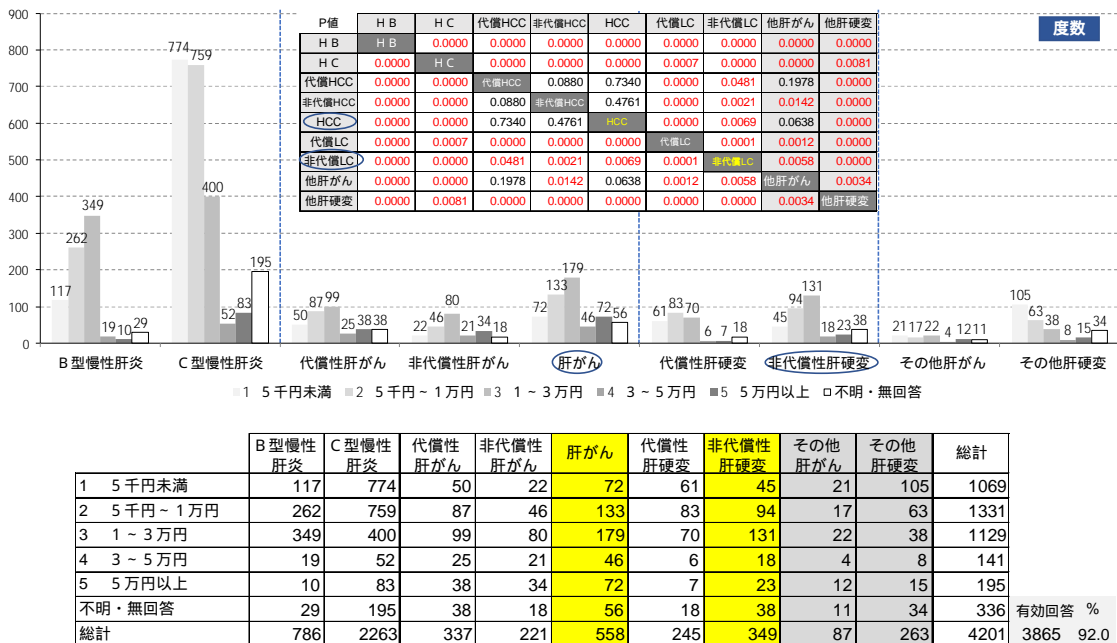 度数
900
800
700
600
500
400
300
200
100
0
P値 ＨＢ ＨＣ 代償HCC 非代償HCC HCC 代償LC 非代償LC 他肝がん 他肝硬変
ＨＢ ＨＢ 0.0000 0.0000 0.0000 0.0000 0.0000 0.0000 0.0000 0.0000
ＨＣ 0.0000 ＨＣ 0.0000 0.0000 0.0000 0.0007 0.0000 0.0000 0.0081
代償HCC 0.0000 0.0000 代償HCC 0.0880 0.7340 0.0000 0.0481 0.1978 0.0000
非代償HCC 0.0000 0.0000 0.0880 非代償HCC 0.4761 0.0000 0.0021 0.0142 0.0000
HCC 0.0000 0.0000 0.7340 0.4761 HCC 0.0000 0.0069 0.0638 0.0000
代償LC 0.0000 0.0007 0.0000 0.0000 0.0000 代償LC 0.0001 0.0012 0.0000
非代償LC 0.0000 0.0000 0.0481 0.0021 0.0069 0.0001 非代償LC 0.0058 0.0000
他肝がん 0.0000 0.0000 0.1978 0.0142 0.0638 0.0012 0.0058 他肝がん 0.0034
他肝硬変 0.0000 0.0081 0.0000 0.0000 0.0000 0.0000 0.0000 0.0034 他肝硬変
117 262 349 19 10 29
774 759 400 52 83 195
50 87 99 25 38 38
22 46 80 21 34 18
72 133 179 46 72 56
61 83 70 6 7 18
45 94 131 18 23 38
21 17 22 4 12 11
105 63 38 8 15 34
Ｂ型慢性肝炎 Ｃ型慢性肝炎 代償性肝がん 非代償性肝がん 肝がん 代償性肝硬変 非代償性肝硬変 その他肝がん その他肝硬変
1 ５千円未満 2 ５千円～１万円 3 １～３万円 4 ３～５万円 5 ５万円以上 不明・無回答
Ｂ型慢性肝炎 Ｃ型慢性肝炎 代償性肝がん 非代償性肝がん 肝がん 代償性肝硬変 非代償性肝硬変 その他肝がん その他肝硬変 総計
1 ５千円未満 117 774 50 22 72 61 45 21 105 1069
2 ５千円～１万円 262 759 87 46 133 83 94 17 63 1331
3 １～３万円 349 400 99 80 179 70 131 22 38 1129
4 ３～５万円 19 52 25 21 46 6 18 4 8 141
5 ５万円以上 10 83 38 34 72 7 23 12 15 195
不明・無回答 29 195 38 18 56 18 38 11 34 336 有効回答 %
総計 786 2263 337 221 558 245 349 87 263 4201 3865 92.0